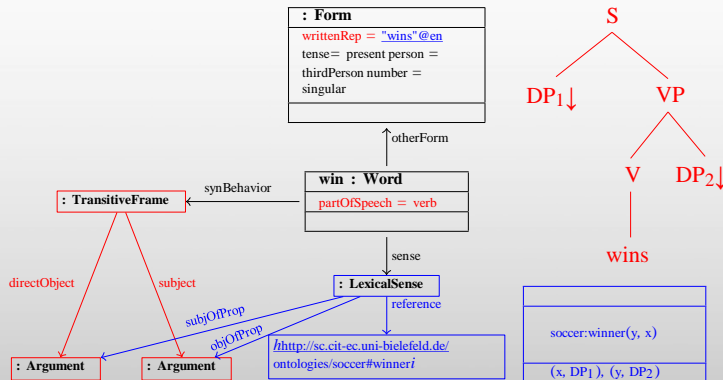 : Form
writtenRep = "wins"@en
tense= present person =
thirdPerson number =
singular
otherForm
win : Word
partOfSpeech = verb
synBehavior
: TransitiveFrame
sense
directObject
subject
: LexicalSense
reference
subjOfProp
objOfProp
hhttp://sc.cit-ec.uni-bielefeld.de/
ontologies/soccer#winneri
: Argument
: Argument
S
DP1↓
VP
V
DP2↓
wins
soccer:winner(y, x)
(x, DP1), (y, DP2)